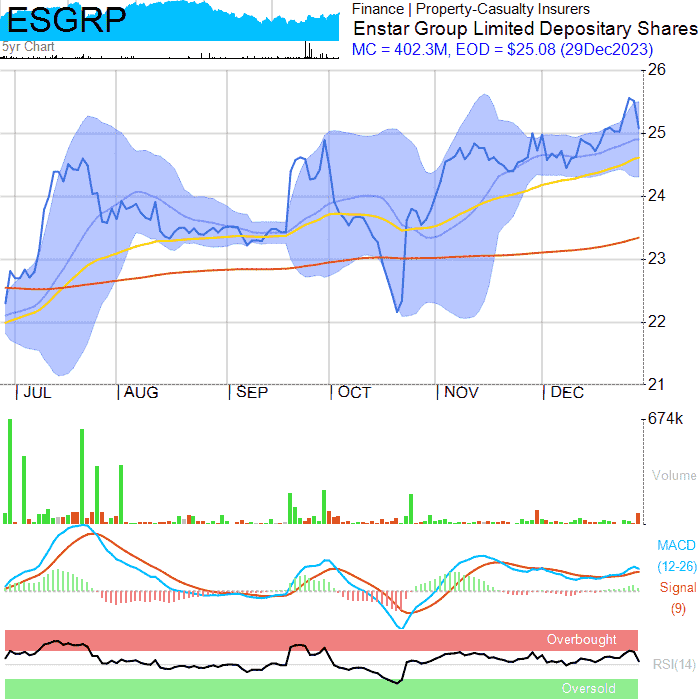 ESGRP
5yr Chart
Finance | Property-Casualty Insurers
Enstar Group Limited Depositary Shares
MC = 402.3M, EOD = $25.08 (29Dec2023)
26
25
24
23
22
21
JUL AUG SEP OCT NOV DEC
674k
Volume
MACD
(12-26)
Signal
(9)
Overbought
RSI(14)
Oversold